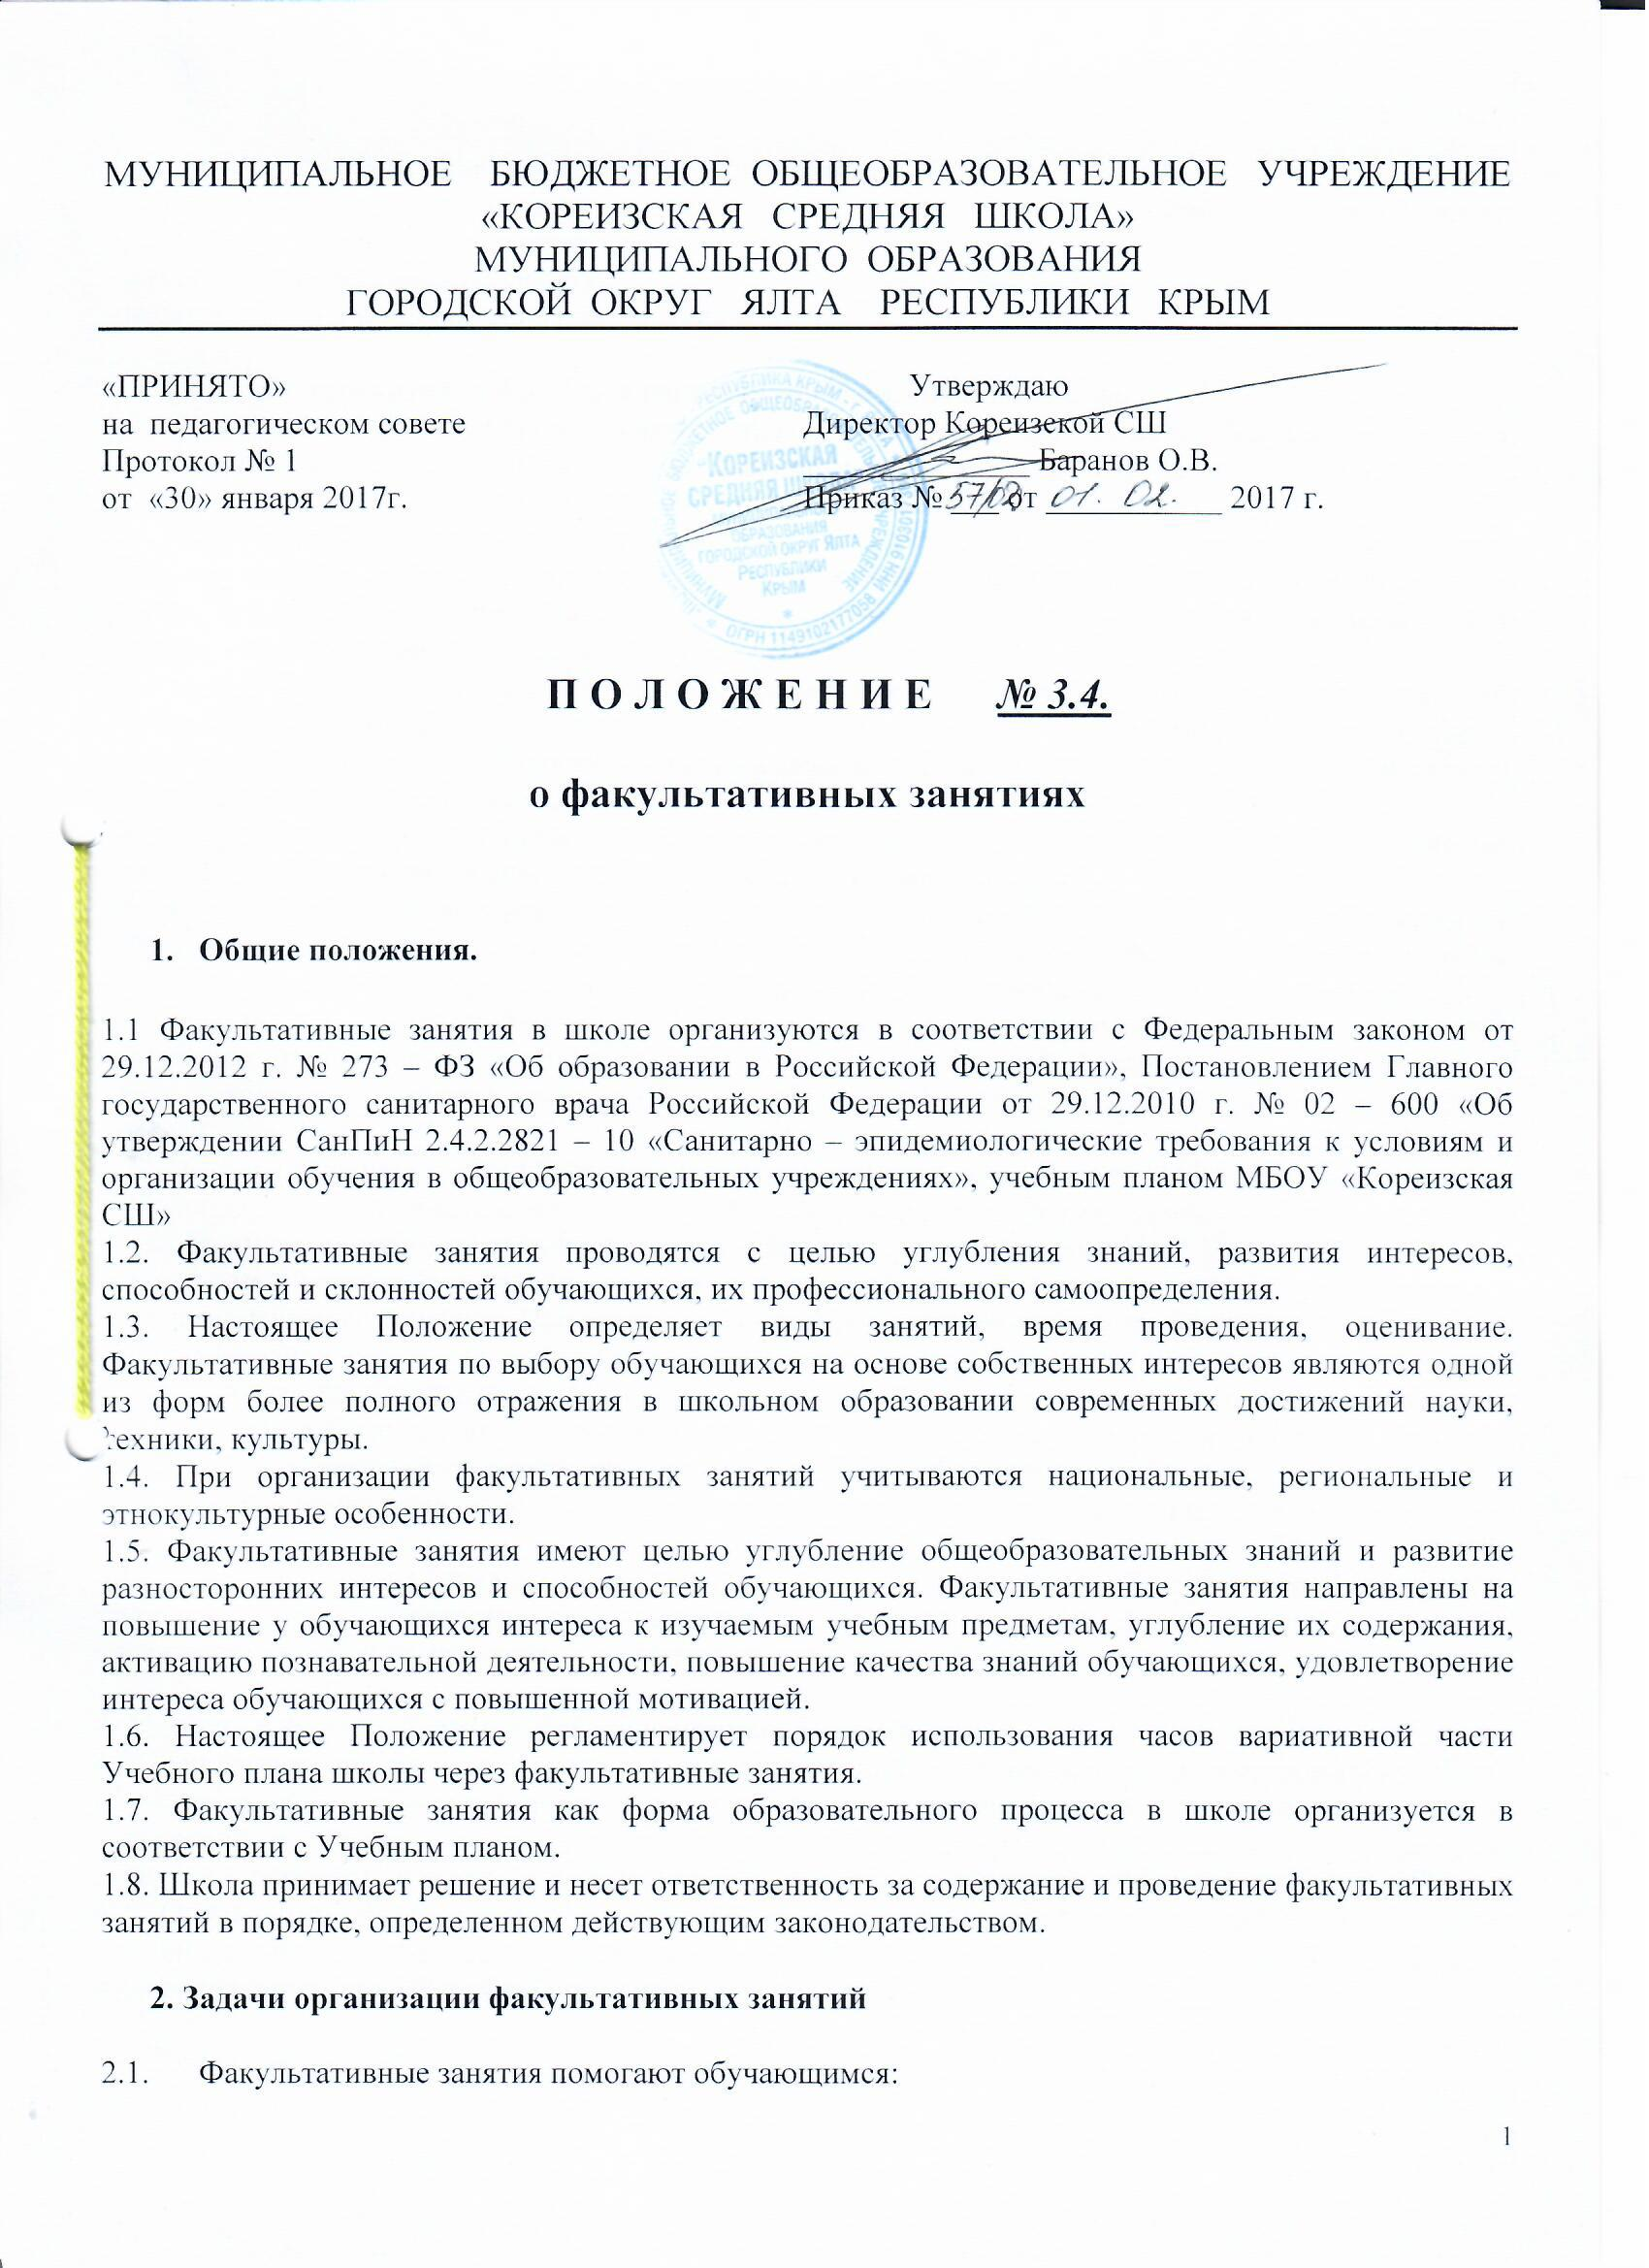 МУНИЦИПАЛЬНОЕ БЮДЖЕТНОЕ ОБЩЕОБРАЗОВАТЕЛЬНОЕ УЧРЕЖДЕНИЕ
«КОРЕИЗСКАЯ СРЕДНЯЯ ШКОЛА»
МУНИЦИПАЛЬНОГО ОБРАЗОВАНИЯ
ГОРОДСКОЙ ОКРУГ ЯЛТА РЕСПУБЛИКИ КРЫМ
«ПРИНЯТО»
на педагогическом совете
Протокол № 1
от «30» января 2017г.
Утверждаю
Директор Кореизской СШ
Баранов О.В.
Приказ № 57/02 от 01. 02. 2017 г.
КОРЕИЗСКАЯ
СРЕДНЯЯ ШКОЛА
ОБРАЗОВАНИЯ
ГОРОДСКОЙ ОКРУГ ЯЛТА
РЕСПУБЛИКИ
КРЫМ
ОГРН 1149102177058
П О Л О Ж Е Н И Е № 3.4.
о факультативных занятиях
1. Общие положения.
1.1 Факультативные занятия в школе организуются в соответствии с Федеральным законом от
29.12.2012 г. № 273 – ФЗ «Об образовании в Российской Федерации», Постановлением Главного
государственного санитарного врача Российской Федерации от 29.12.2010 г. № 02 – 600 «Об
утверждении СанПиН 2.4.2.2821 – 10 «Санитарно – эпидемиологические требования к условиям и
организации обучения в общеобразовательных учреждениях», учебным планом МБОУ «Кореизская
СШ»
1.2. Факультативные занятия проводятся с целью углубления знаний, развития интересов,
способностей и склонностей обучающихся, их профессионального самоопределения.
1.3. Настоящее Положение определяет виды занятий, время проведения, оценивание.
Факультативные занятия по выбору обучающихся на основе собственных интересов являются одной
из форм более полного отражения в школьном образовании современных достижений науки,
техники, культуры.
1.4. При организации факультативных занятий учитываются национальные, региональные и
этнокультурные особенности.
1.5. Факультативные занятия имеют целью углубление общеобразовательных знаний и развитие
разносторонних интересов и способностей обучающихся. Факультативные занятия направлены на
повышение у обучающихся интереса к изучаемым учебным предметам, углубление их содержания,
активацию познавательной деятельности, повышение качества знаний обучающихся, удовлетворение
интереса обучающихся с повышенной мотивацией.
1.6. Настоящее Положение регламентирует порядок использования часов вариативной части
Учебного плана школы через факультативные занятия.
1.7. Факультативные занятия как форма образовательного процесса в школе организуется в
соответствии с Учебным планом.
1.8. Школа принимает решение и несет ответственность за содержание и проведение факультативных
занятий в порядке, определенном действующим законодательством.
2. Задачи организации факультативных занятий
2.1. Факультативные занятия помогают обучающимся:
1